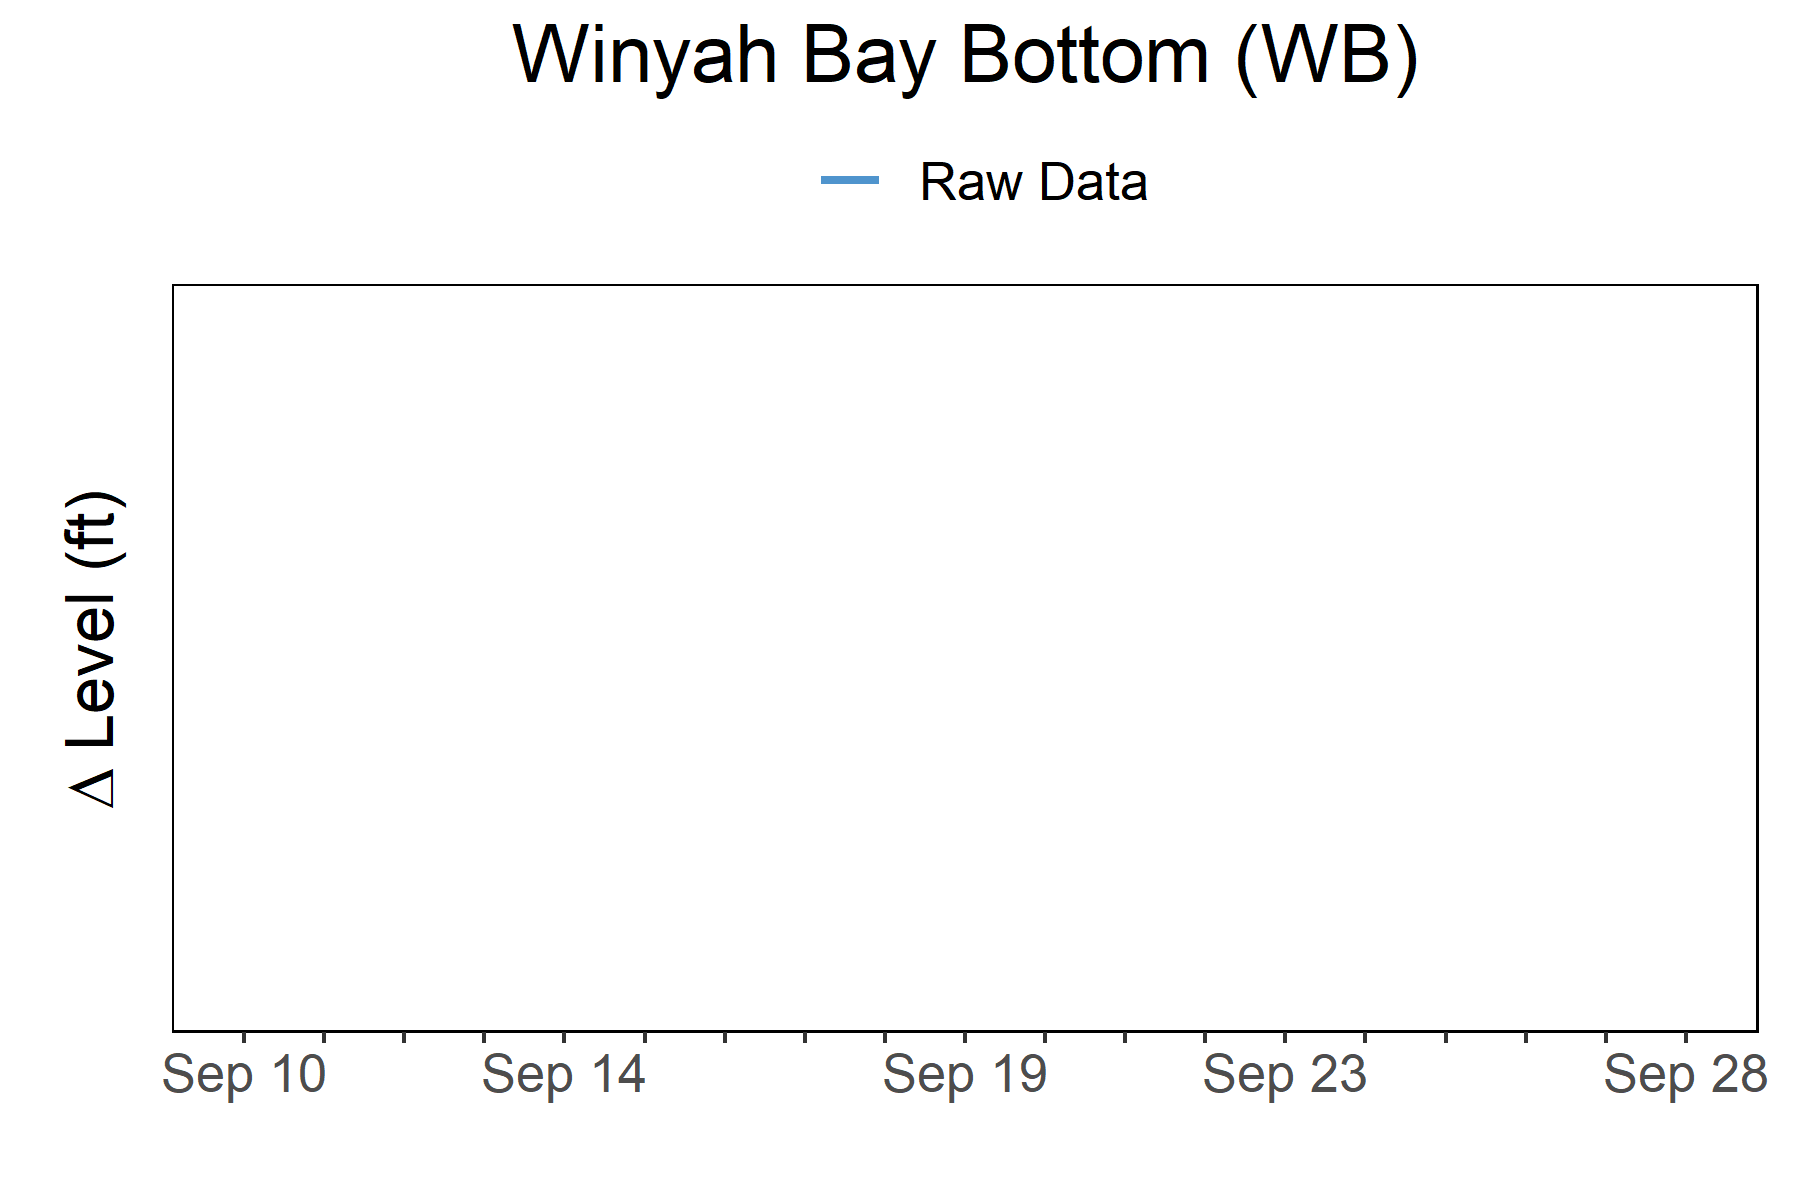 Winyah Bay Bottom (WB)
Raw Data
Δ Level (ft)
Sep 10 Sep 14 Sep 19 Sep 23 Sep 28